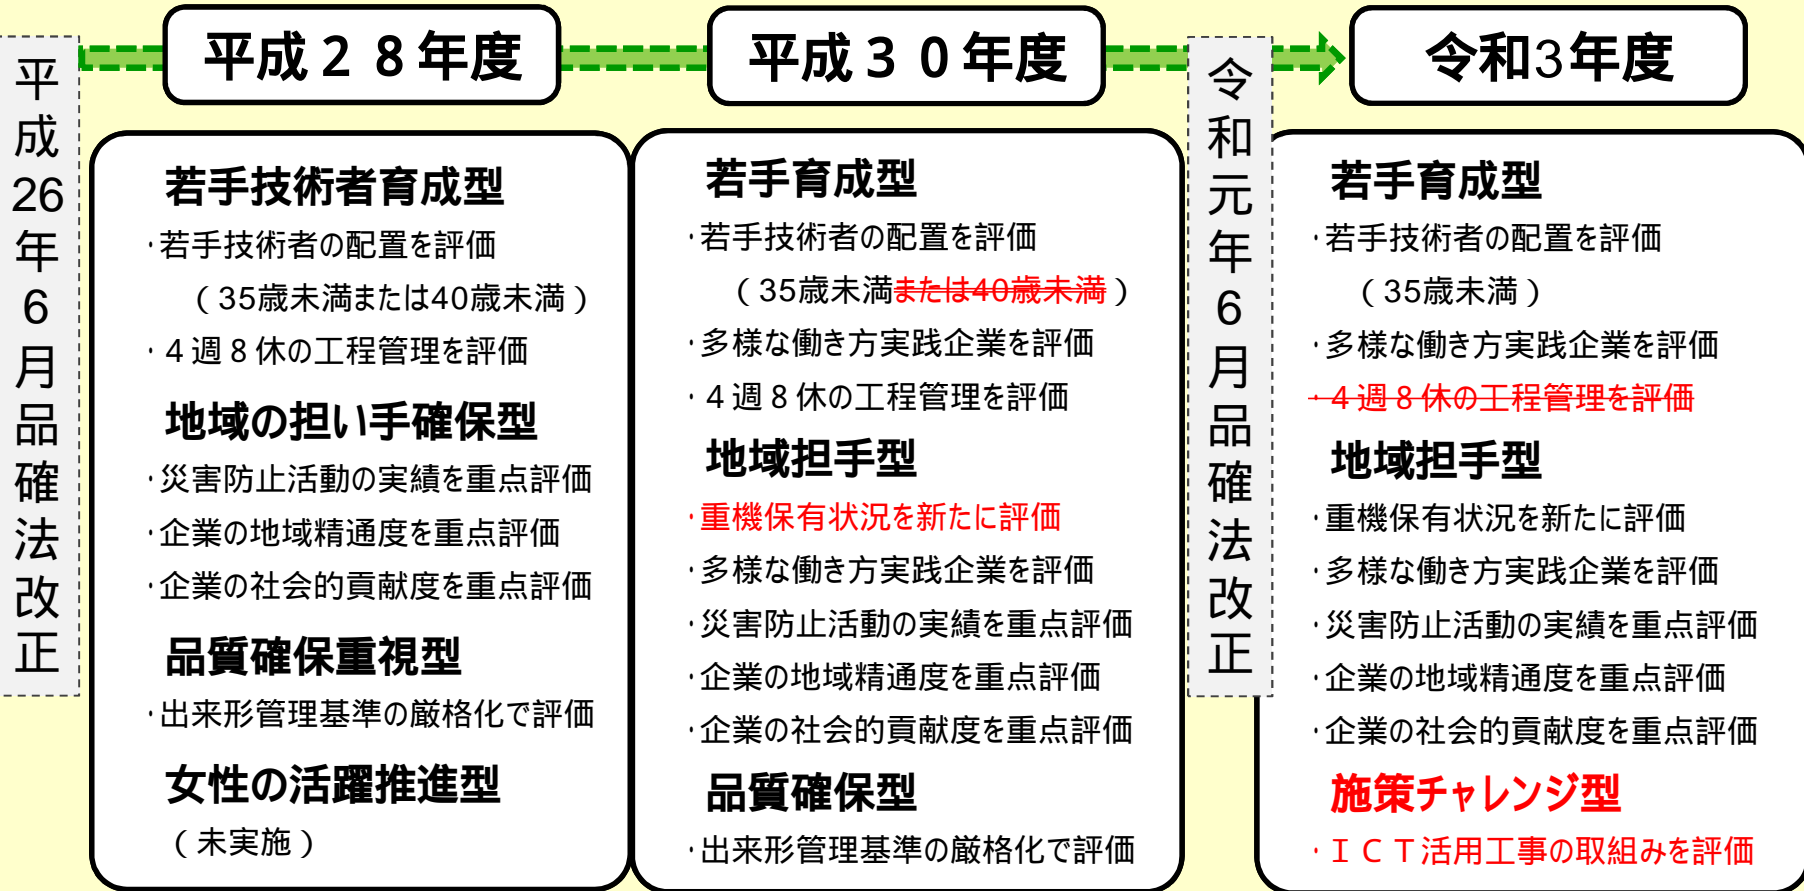 平成26年6月品確法改正
平成２８年度
若手技術者育成型
・若手技術者の配置を評価
（35歳未満または40歳未満）
・４週８休の工程管理を評価
地域の担い手確保型
・災害防止活動の実績を重点評価
・企業の地域精通度を重点評価
・企業の社会的貢献度を重点評価
品質確保重視型
・出来形管理基準の厳格化で評価
女性の活躍推進型
（未実施）
平成３０年度
若手育成型
・若手技術者の配置を評価
（35歳未満または40歳未満）
・多様な働き方実践企業を評価
・４週８休の工程管理を評価
地域担手型
・重機保有状況を新たに評価
・多様な働き方実践企業を評価
・災害防止活動の実績を重点評価
・企業の地域精通度を重点評価
・企業の社会的貢献度を重点評価
品質確保型
・出来形管理基準の厳格化で評価
令和元年6月品確法改正
令和3年度
若手育成型
・若手技術者の配置を評価
（35歳未満）
・多様な働き方実践企業を評価
・４週８休の工程管理を評価
地域担手型
・重機保有状況を新たに評価
・多様な働き方実践企業を評価
・災害防止活動の実績を重点評価
・企業の地域精通度を重点評価
・企業の社会的貢献度を重点評価
施策チャレンジ型
・ＩＣＴ活用工事の取組みを評価